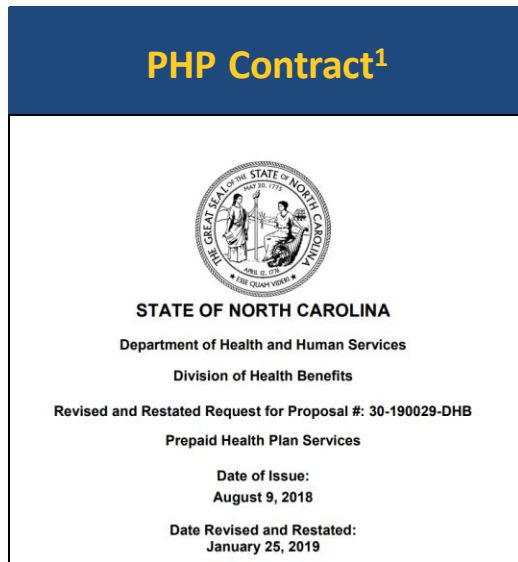 PHP Contract1
THE GREAT SEAL OF THE STATE OF NORTH CAROLINA
MAY 20, 1775
APRIL 12, 1776
ESSE QUAM VIDERI
STATE OF NORTH CAROLINA
Department of Health and Human Services
Division of Health Benefits
Revised and Restated Request for Proposal #: 30-190029-DHB
Prepaid Health Plan Services
Date of Issue:
August 9, 2018
Date Revised and Restated:
January 25, 2019